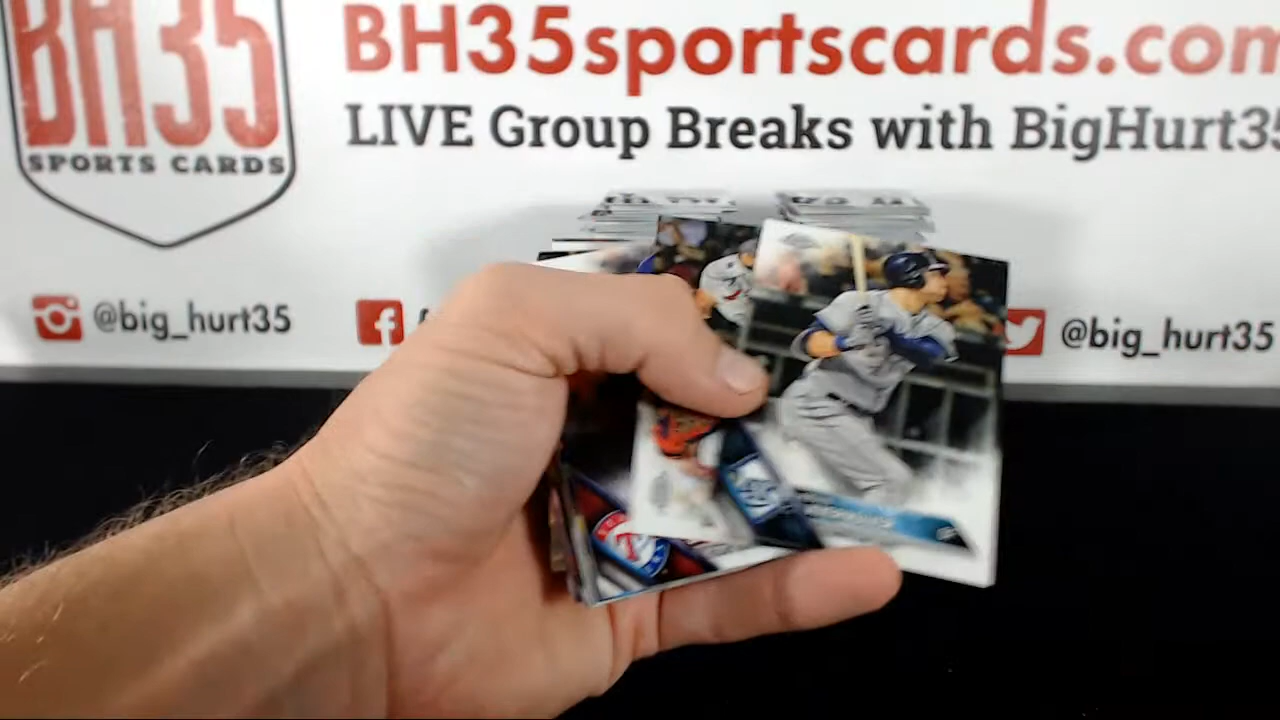 BH35
SPORTS CARDS
BH35sportscards.com
LIVE Group Breaks with BigHurt35
@big_hurt35
@big_hurt35
T